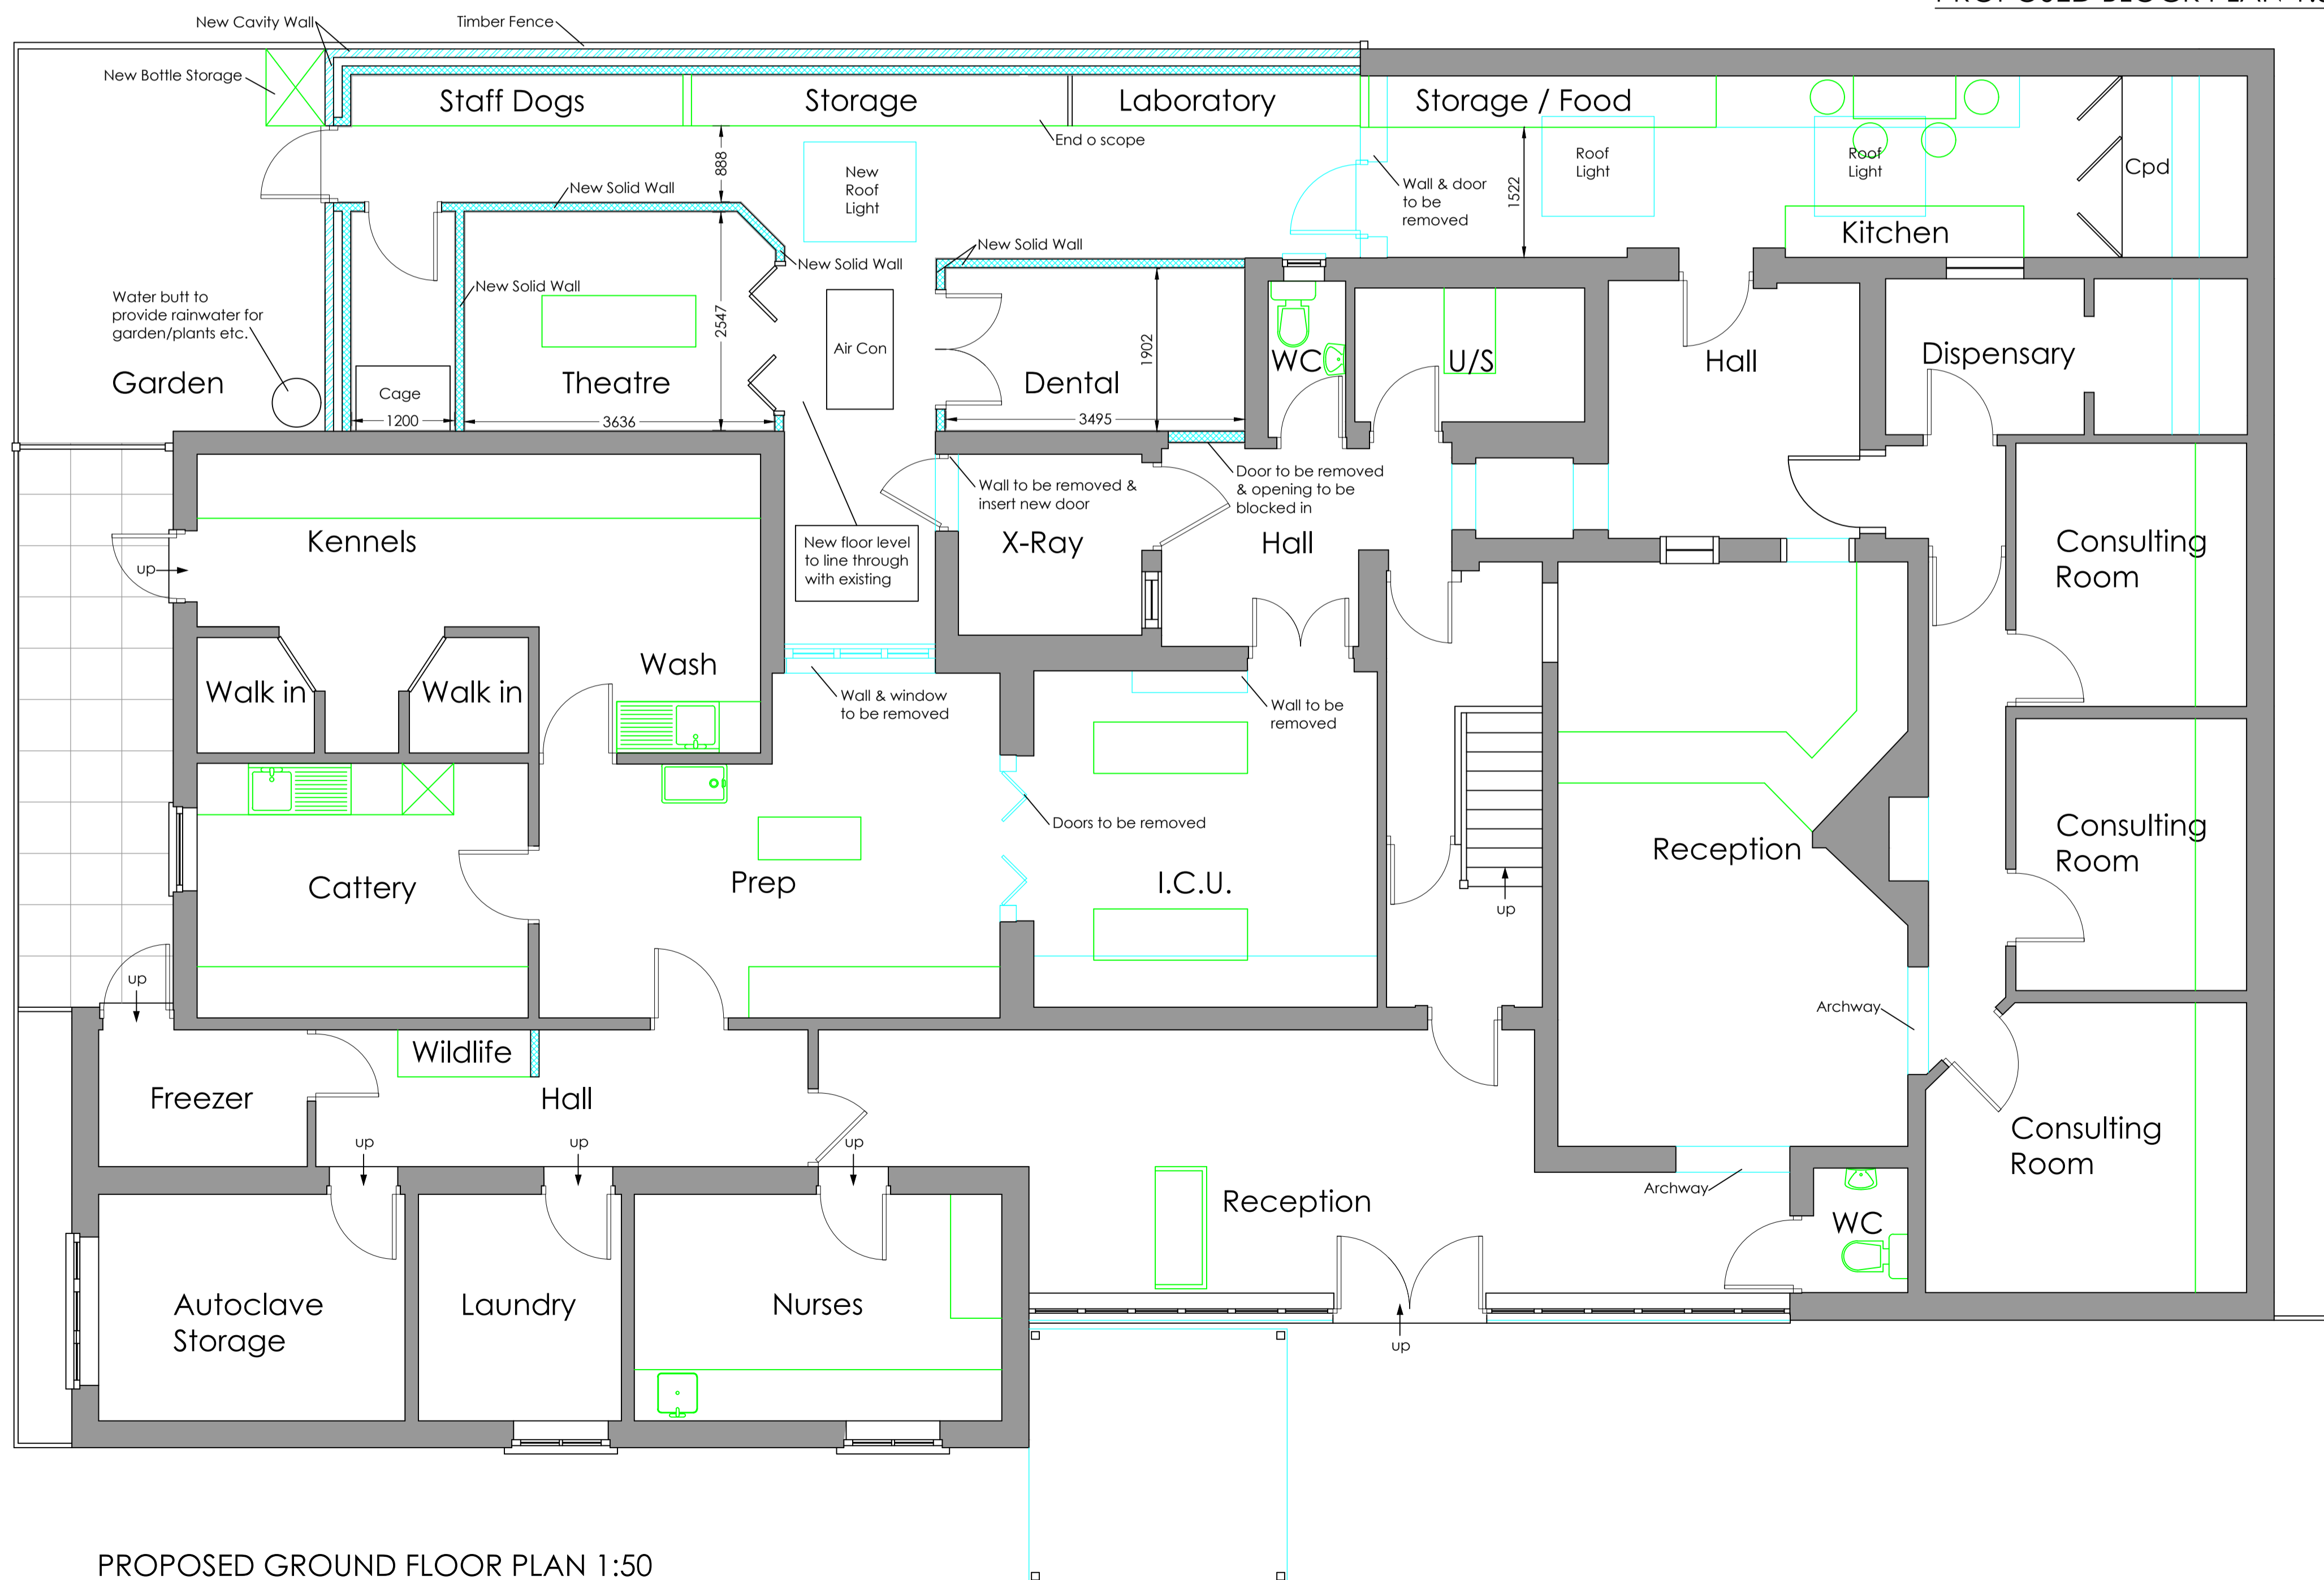 PROPOSED BLOCK PLAN
New Cavity Wall
Timber Fence
New Bottle Storage
Staff Dogs
Storage
Laboratory
Storage / Food
End o scope
888
New
Roof
Light
Roof
Light
Roof
Light
Cpd
Wall & door
to be
removed
1522
New Solid Wall
Kitchen
New Solid Wall
New Solid Wall
New Solid Wall
Water butt to
provide rainwater for
garden/plants etc.
2547
Air Con
1902
WC
U/S
Hall
Dispensary
Garden
Cage
Theatre
Dental
1200
3636
3495
Wall to be removed &
insert new door
Door to be removed
& opening to be
blocked in
Kennels
New floor level
to line through
with existing
X-Ray
Hall
Consulting
Room
up
Walk in
Walk in
Wash
Wall & window
to be removed
Wall to be
removed
Doors to be removed
Reception
Consulting
Room
Cattery
Prep
I.C.U.
up
up
Archway
Wildlife
Freezer
Hall
Consulting
Room
up
up
up
Archway
Reception
WC
Autoclave
Storage
Laundry
Nurses
up
PROPOSED GROUND FLOOR PLAN 1:50